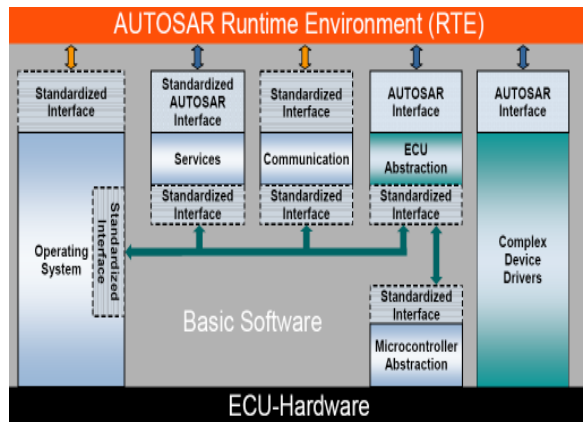 AUTOSAR Runtime Environment (RTE)
Standardized
Interface
Standardized
AUTOSAR
Interface
Standardized
Interface
AUTOSAR
Interface
AUTOSAR
Interface
Services
Communication
ECU
Abstraction
Standardized
Interface
Standardized
Interface
Standardized
Interface
Operating
System
Standardized
Interface
Complex
Device
Drivers
Basic Software
Standardized
Interface
Microcontroller
Abstraction
ECU-Hardware